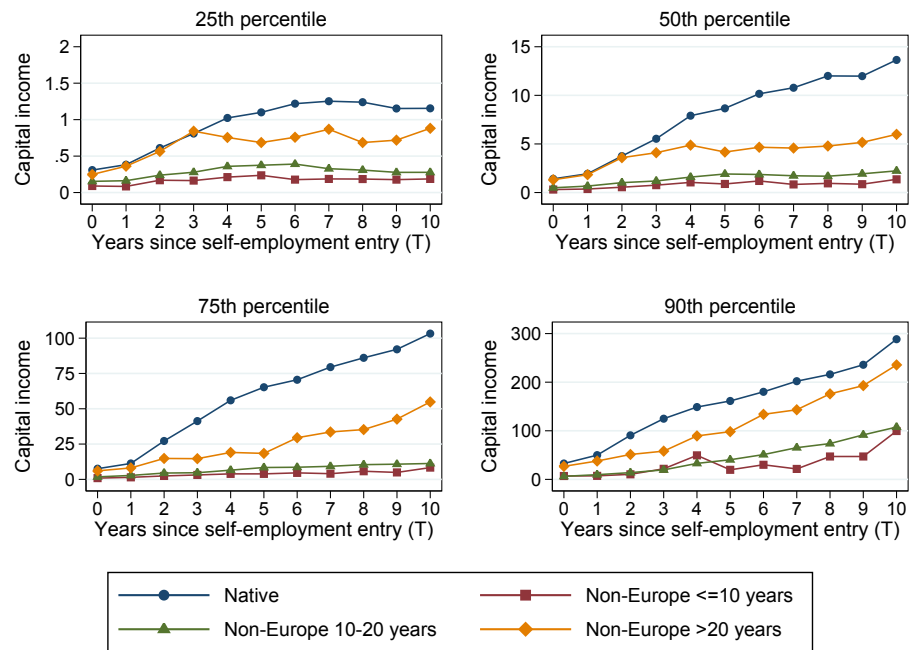 25th percentile
Capital income
2
1.5
1
.5
0
0 1 2 3 4 5 6 7 8 9 10
Years since self-employment entry (T)
50th percentile
Capital income
15
10
5
0
0 1 2 3 4 5 6 7 8 9 10
Years since self-employment entry (T)
75th percentile
Capital income
100
75
50
25
0
0 1 2 3 4 5 6 7 8 9 10
Years since self-employment entry (T)
90th percentile
Capital income
300
200
100
0
0 1 2 3 4 5 6 7 8 9 10
Years since self-employment entry (T)
Native
Non-Europe <=10 years
Non-Europe 10-20 years
Non-Europe >20 years